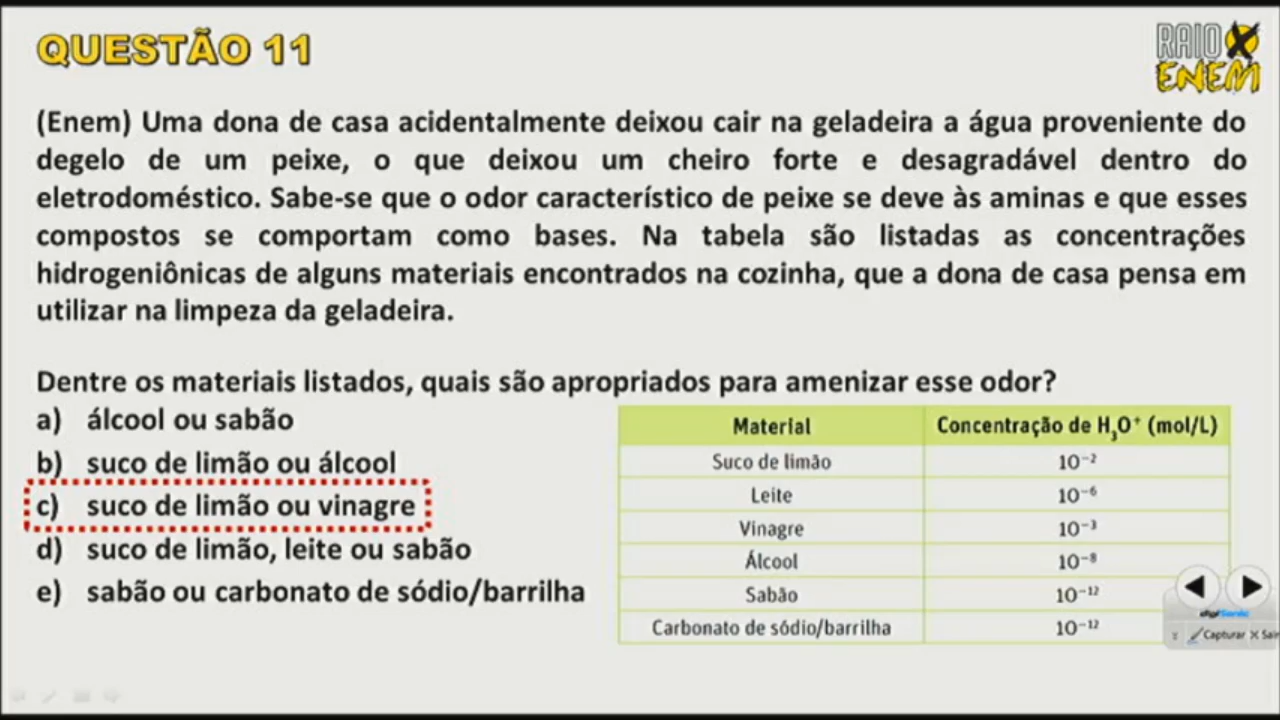 QUESTÃO 11
RAIO X
ENEM
(Enem) Uma dona de casa acidentalmente deixou cair na geladeira a água proveniente do
degelo de um peixe, o que deixou um cheiro forte e desagradável dentro do
eletrodoméstico. Sabe-se que o odor característico de peixe se deve às aminas e que esses
compostos se comportam como bases. Na tabela são listadas as concentrações
hidrogeniônicas de alguns materiais encontrados na cozinha, que a dona de casa pensa em
utilizar na limpeza da geladeira.
Dentre os materiais listados, quais são apropriados para amenizar esse odor?
a) álcool ou sabão
b) suco de limão ou álcool
c) suco de limão ou vinagre
d) suco de limão, leite ou sabão
e) sabão ou carbonato de sódio/barrilha
Material Concentração de H₃O⁺ (mol/L)
Suco de limão 10⁻²
Leite 10⁻⁶
Vinagre 10⁻³
Álcool 10⁻⁸
Sabão 10⁻¹²
Carbonato de sódio/barrilha 10⁻¹²
digiSonic
Capturar X Sair